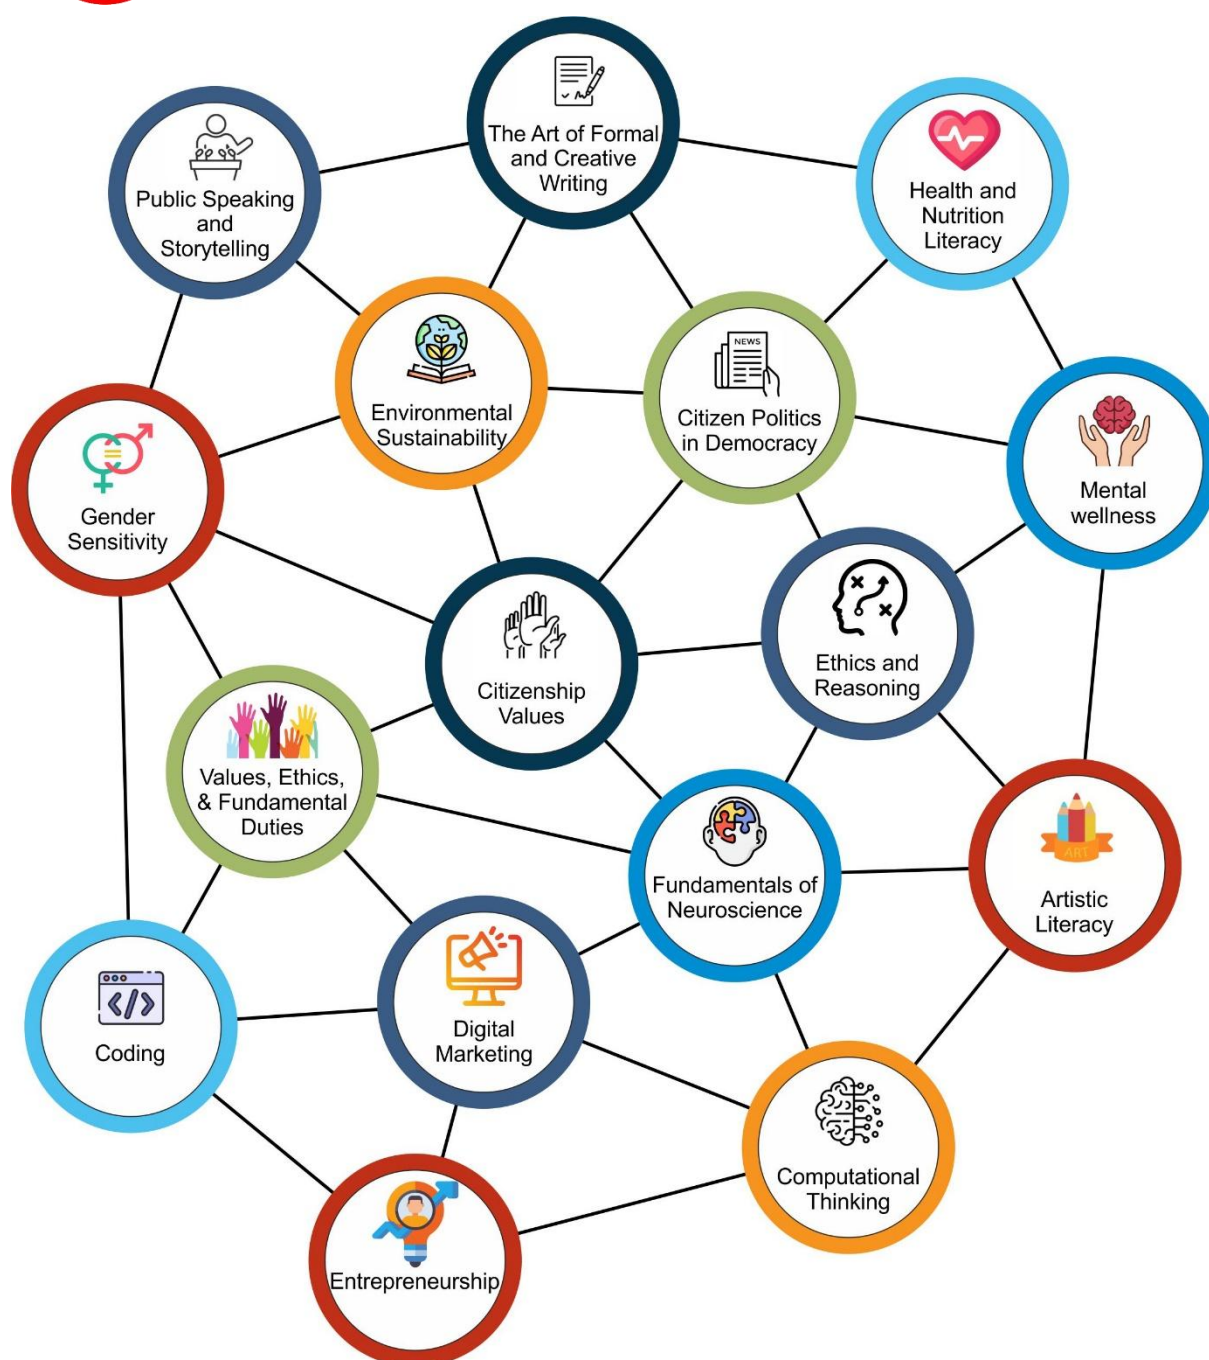 The Art of Formal
and Creative
Writing
Public Speaking
and
Storytelling
Health and
Nutrition
Literacy
NEWS
Environmental
Sustainability
Citizen Politics
in Democracy
Gender
Sensitivity
Mental
wellness
Citizenship
Values
Ethics and
Reasoning
Values, Ethics,
& Fundamental
Duties
Fundamentals of
Neuroscience
ART
Artistic
Literacy
</>
Coding
Digital
Marketing
Computational
Thinking
Entrepreneurship